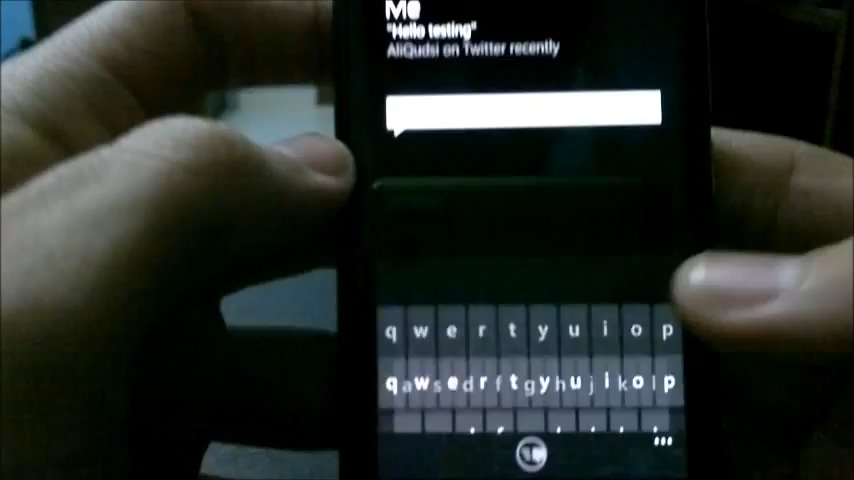 Me
"Hello testing"
AliQudsi on Twitter recently
q w e r t y u i o p
q a w s e d r f t g y h u j i k o l p